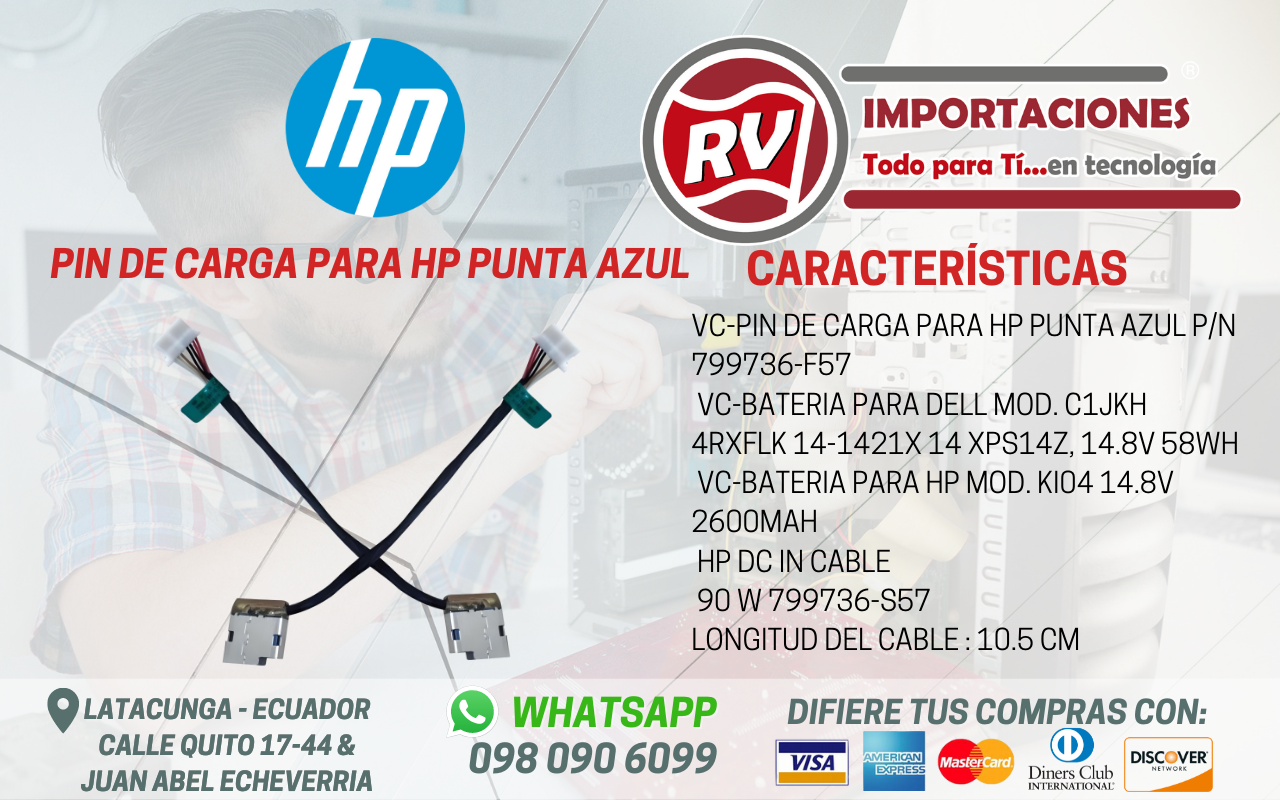 hp
RV
®
IMPORTACIONES
Todo para Tí...en tecnología
PIN DE CARGA PARA HP PUNTA AZUL
CARACTERÍSTICAS
VC-PIN DE CARGA PARA HP PUNTA AZUL P/N
799736-F57
VC-BATERIA PARA DELL MOD. C1JKH
4RXFLK 14-1421X 14 XPS14Z, 14.8V 58WH
VC-BATERIA PARA HP MOD. KI04 14.8V
2600MAH
HP DC IN CABLE
90 W 799736-S57
LONGITUD DEL CABLE : 10.5 CM
LATACUNGA - ECUADOR
CALLE QUITO 17-44 &
JUAN ABEL ECHEVERRIA
WHATSAPP
098 090 6099
DIFIERE TUS COMPRAS CON:
VISA
AMERICAN EXPRESS
MasterCard
Diners Club
INTERNATIONAL
DISCOVER
NETWORK